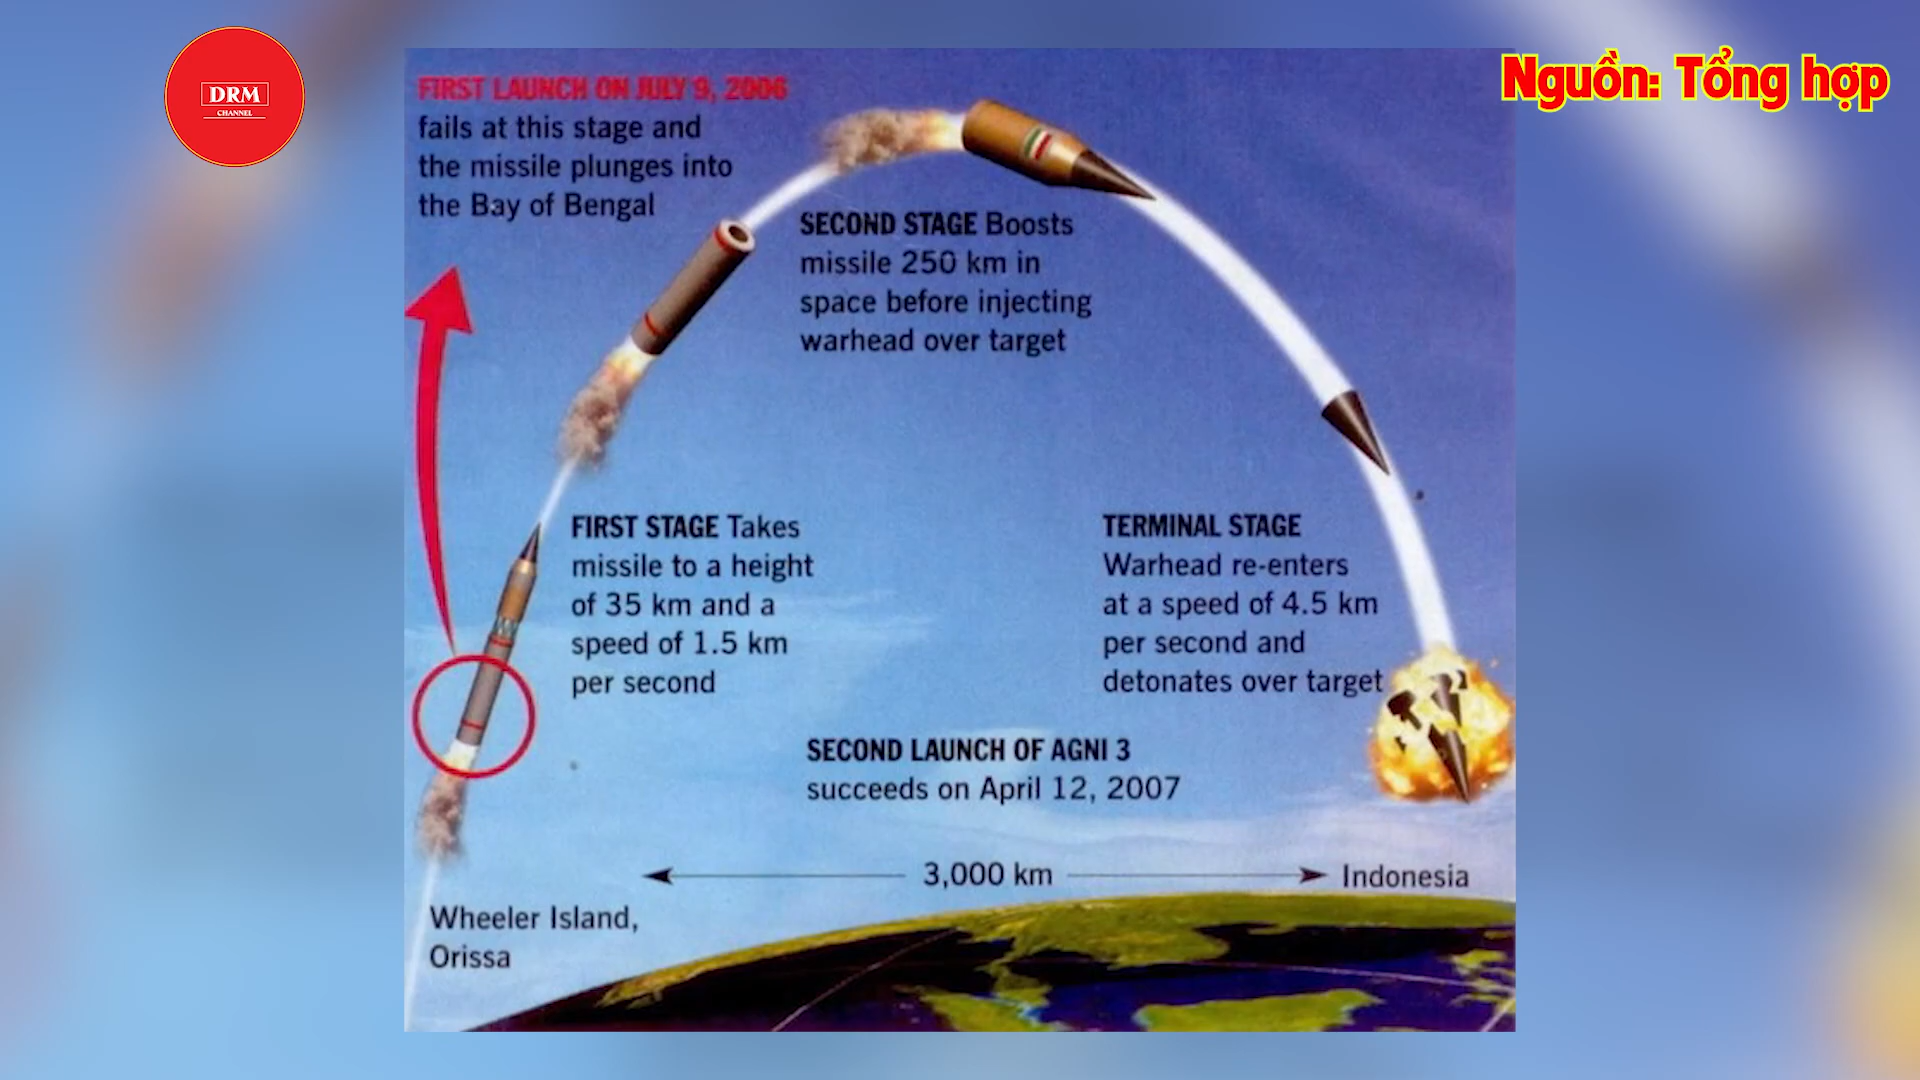 DRM
CHANNEL
Nguồn: Tổng hợp
FIRST LAUNCH ON JULY 9, 2006
fails at this stage and
the missile plunges into
the Bay of Bengal
SECOND STAGE Boosts
missile 250 km in
space before injecting
warhead over target
FIRST STAGE Takes
missile to a height
of 35 km and a
speed of 1.5 km
per second
TERMINAL STAGE
Warhead re-enters
at a speed of 4.5 km
per second and
detonates over target
SECOND LAUNCH OF AGNI 3
succeeds on April 12, 2007
3,000 km
Indonesia
Wheeler Island,
Orissa